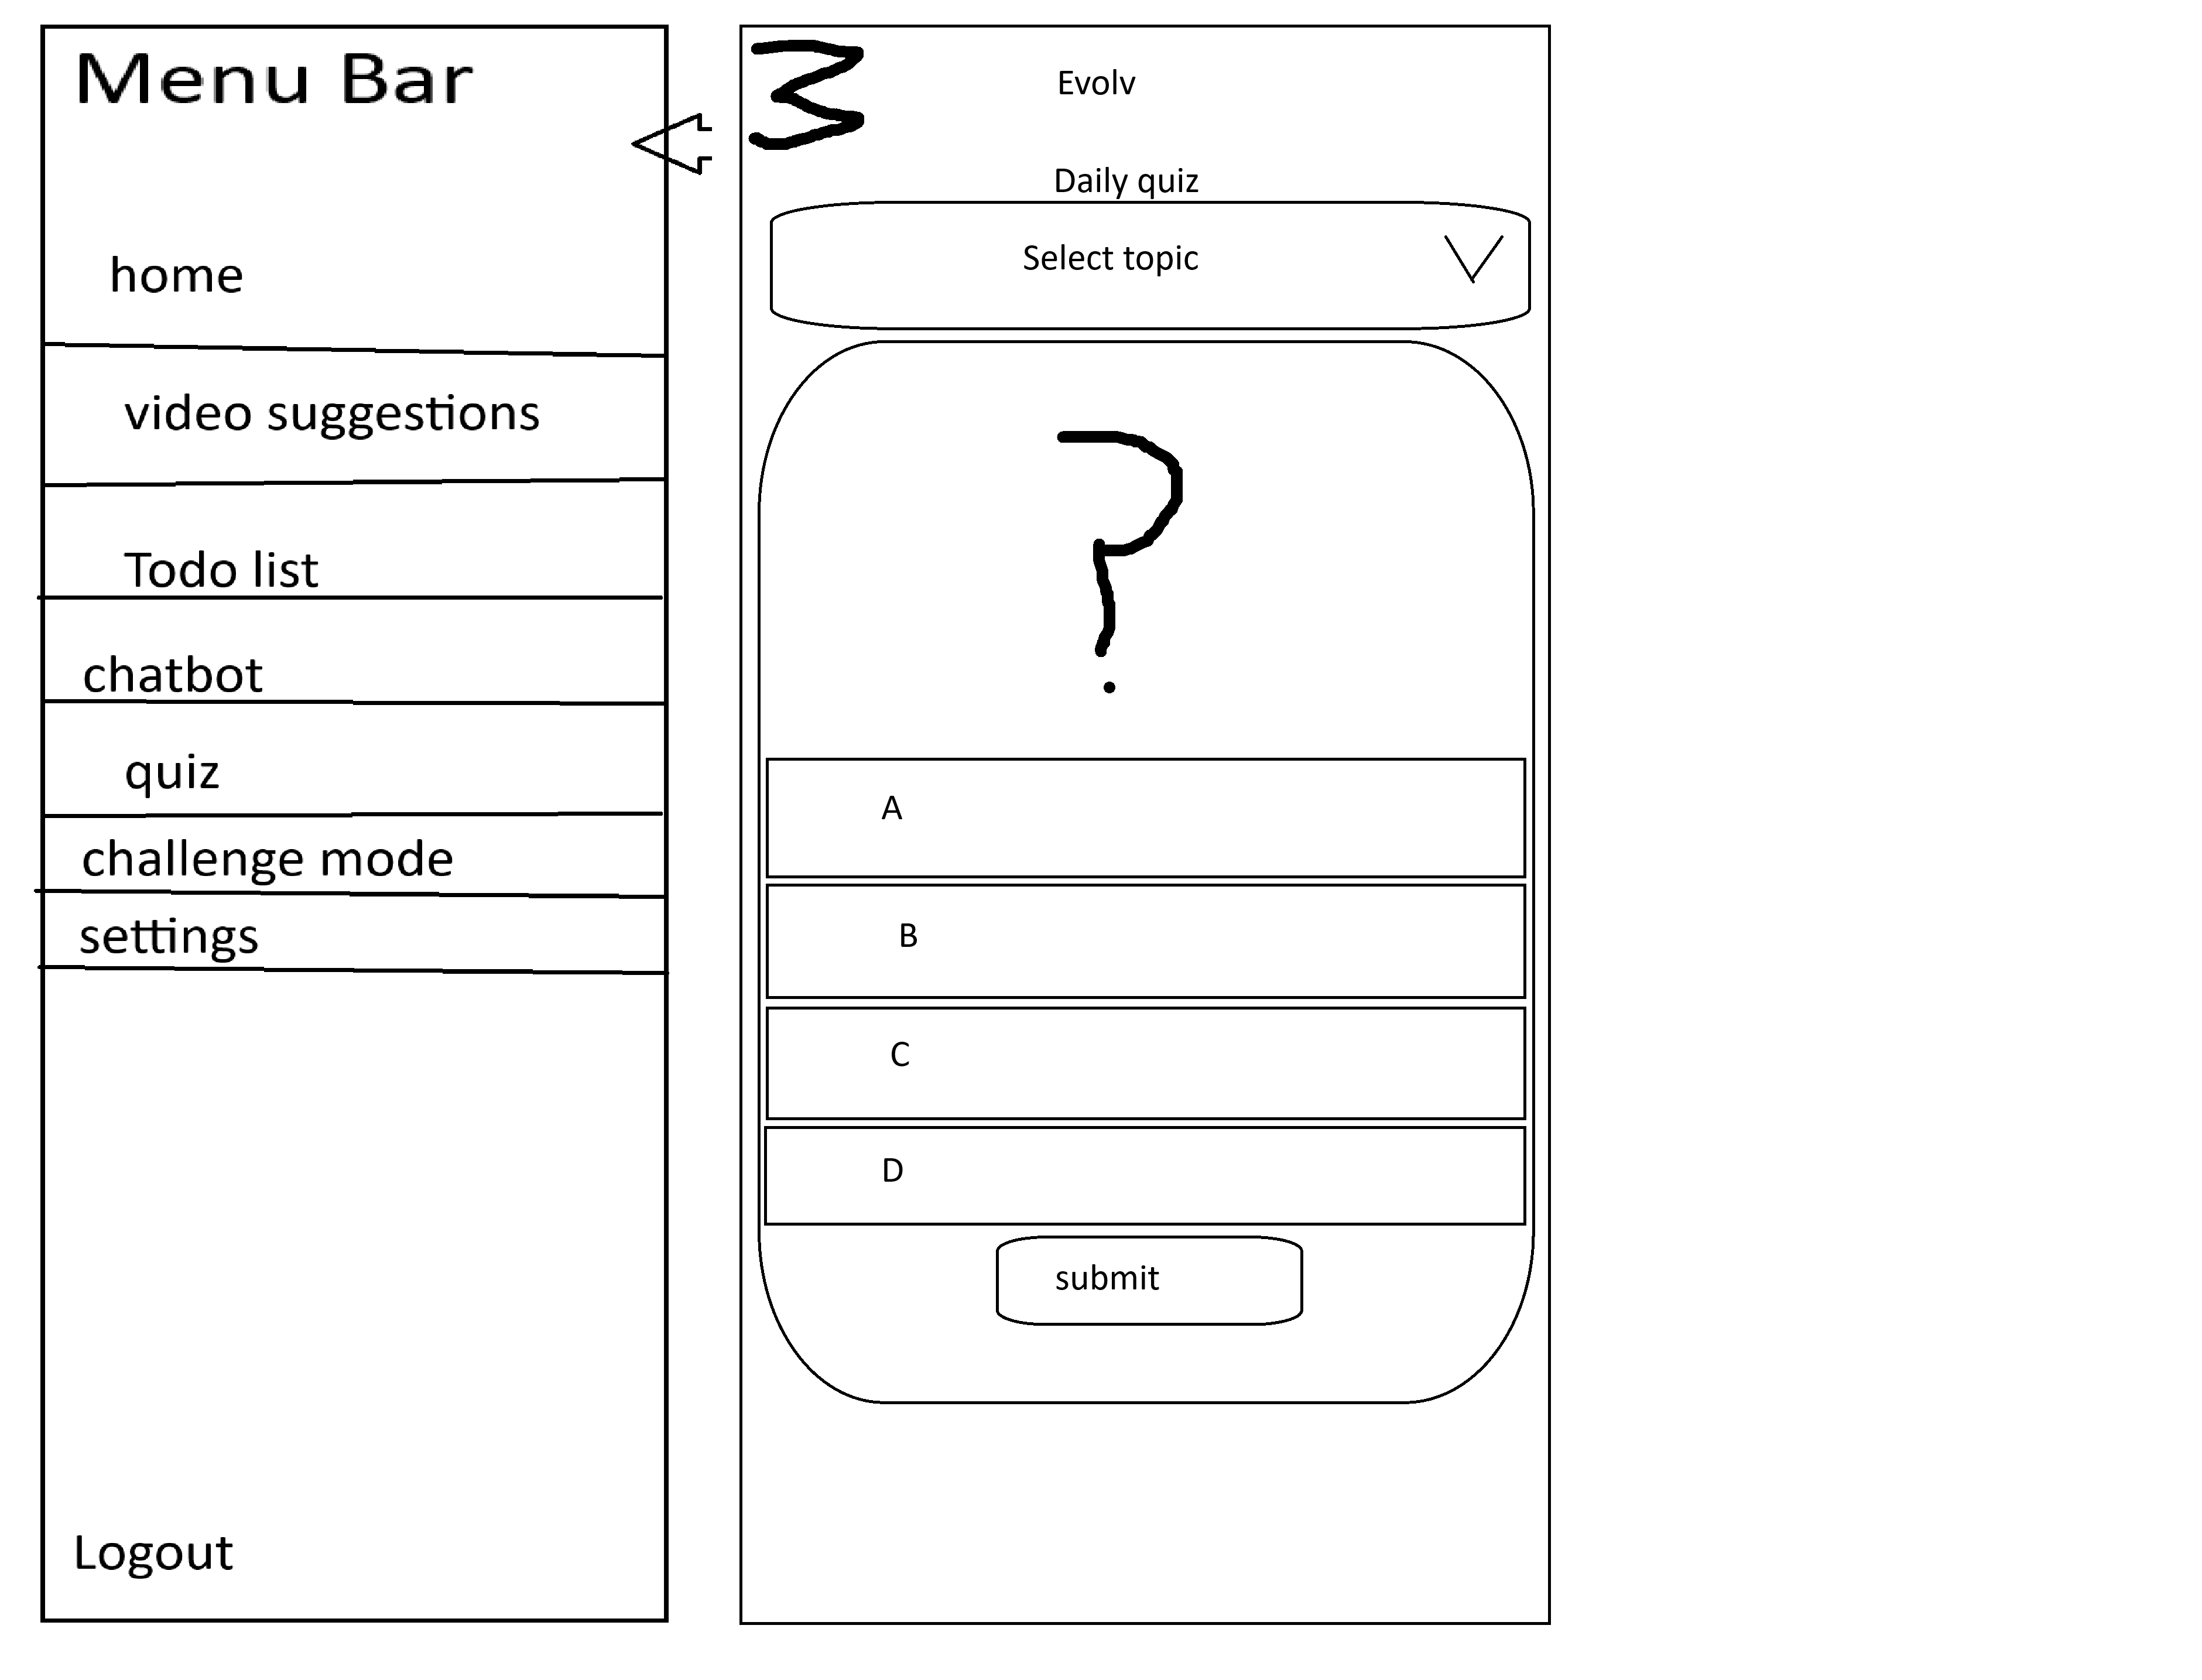 Menu Bar
home
video suggestions
Todo list
chatbot
quiz
challenge mode
settings
Logout
Evolv
Daily quiz
Select topic
?
A
B
C
D
submit